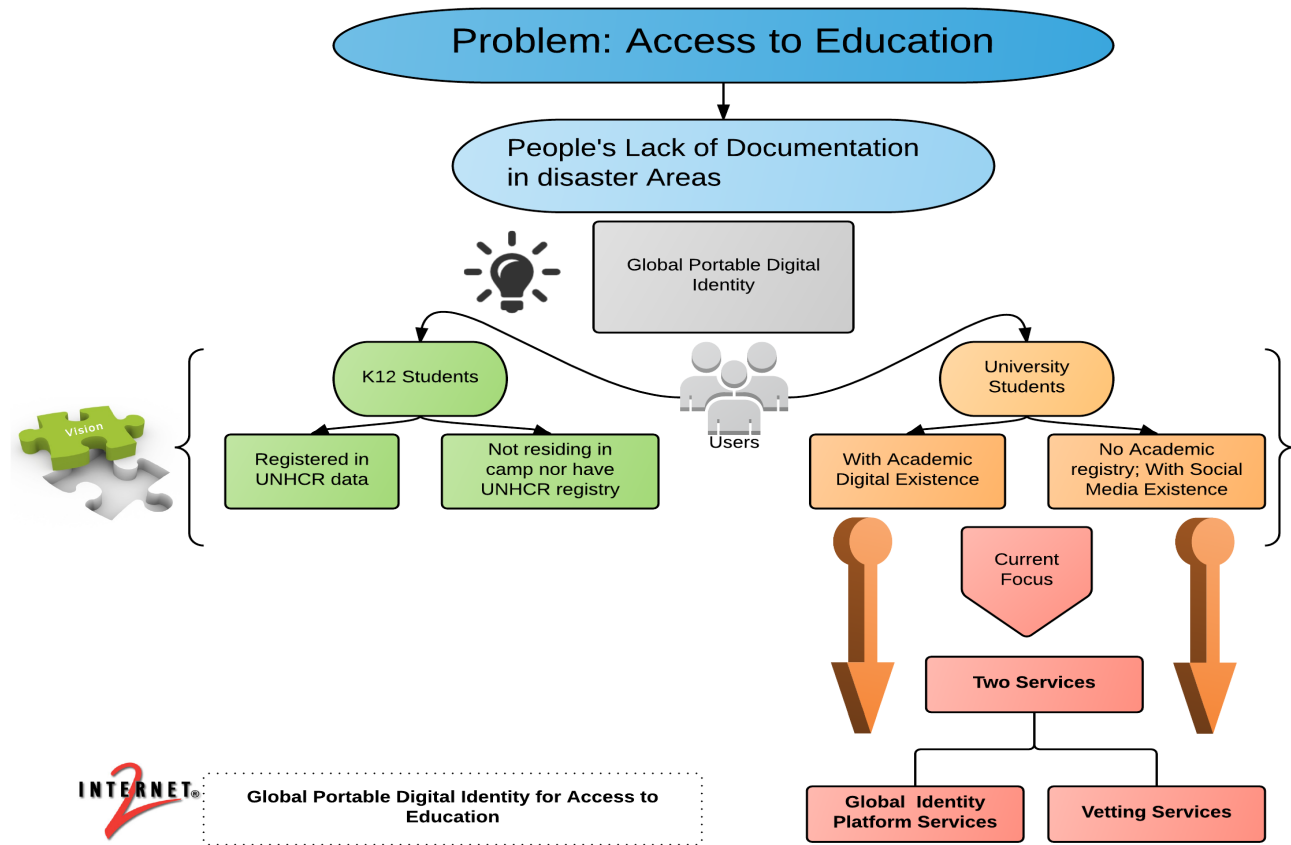 Problem: Access to Education
People's Lack of Documentation
in disaster Areas
Global Portable Digital
Identity
K12 Students
University
Students
Vision
Users
Registered in
UNHCR data
Not residing in
camp nor have
UNHCR registry
With Academic
Digital Existence
No Academic
registry; With Social
Media Existence
Current
Focus
Two Services
INTERNET®
2
Global Portable Digital Identity for Access to
Education
Global  Identity
Platform Services
Vetting Services